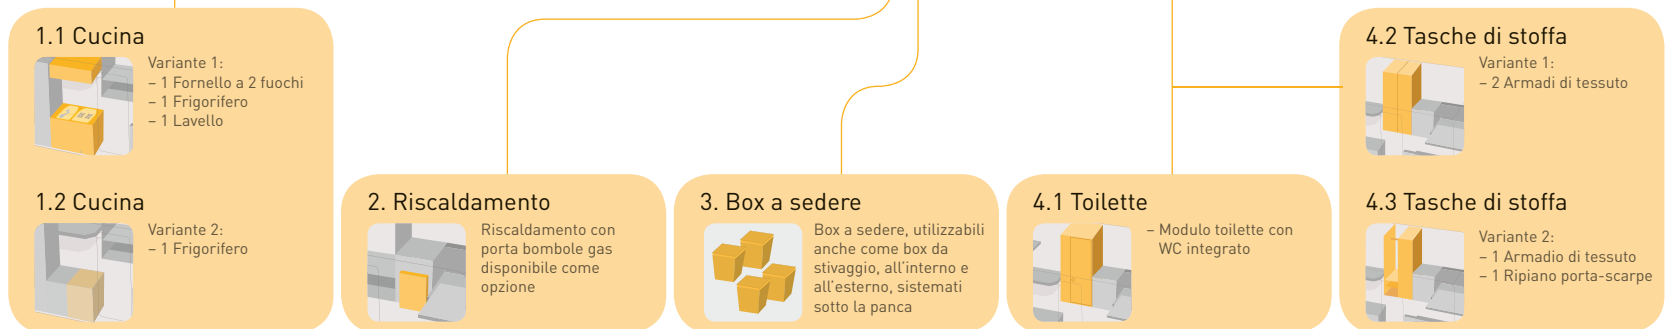 1.1 Cucina
Variante 1:
– 1 Fornello a 2 fuochi
– 1 Frigorifero
– 1 Lavello
1.2 Cucina
Variante 2:
– 1 Frigorifero
2. Riscaldamento
Riscaldamento con
porta bombole gas
disponibile come
opzione
3. Box a sedere
Box a sedere, utilizzabili
anche come box da
stivaggio, all'interno e
all'esterno, sistemati
sotto la panca
4.1 Toilette
– Modulo toilette con
WC integrato
4.2 Tasche di stoffa
Variante 1:
– 2 Armadi di tessuto
4.3 Tasche di stoffa
Variante 2:
– 1 Armadio di tessuto
– 1 Ripiano porta-scarpe